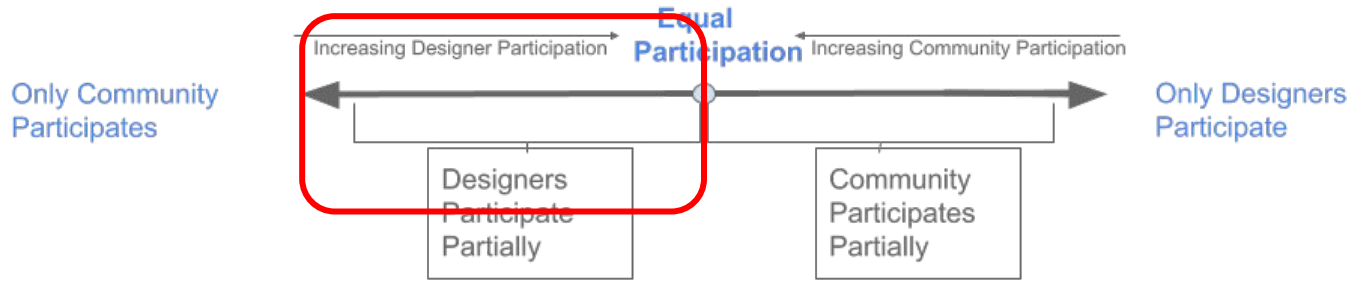 Equal
Participation
Increasing Designer Participation
Increasing Community Participation
Only Community
Participates
Only Designers
Participate
Designers
Participate
Partially
Community
Participates
Partially